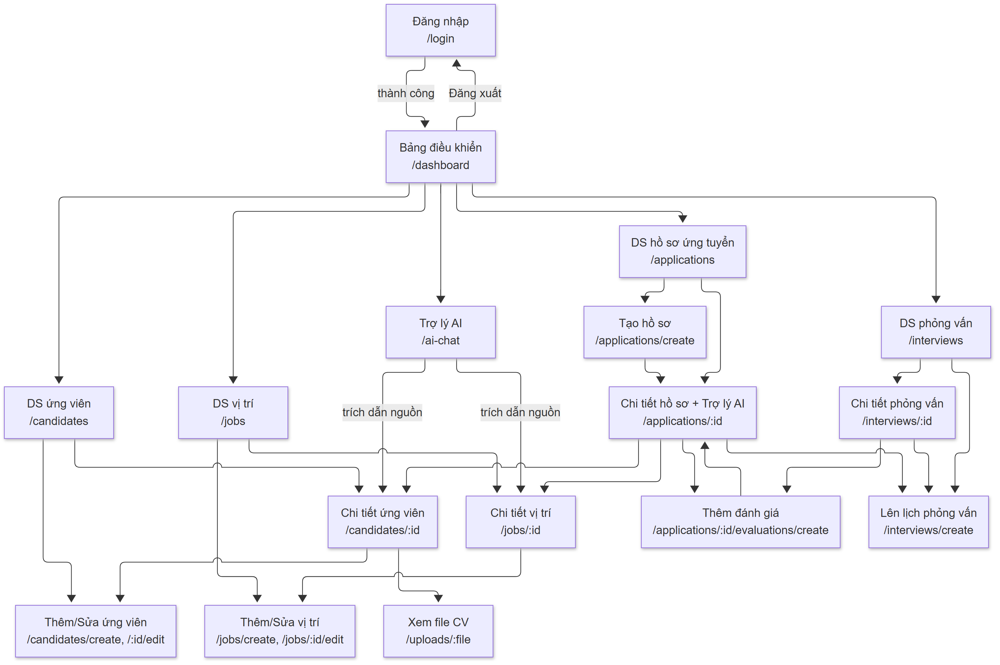 Đăng nhập
/login
thành công
Đăng xuất
Bảng điều khiển
/dashboard
DS hồ sơ ứng tuyển
/applications
Trợ lý AI
/ai-chat
Tạo hồ sơ
/applications/create
DS phỏng vấn
/interviews
DS ứng viên
/candidates
DS vị trí
/jobs
trích dẫn nguồn
trích dẫn nguồn
Chi tiết hồ sơ + Trợ lý AI
/applications/:id
Chi tiết phỏng vấn
/interviews/:id
Chi tiết ứng viên
/candidates/:id
Chi tiết vị trí
/jobs/:id
Thêm đánh giá
/applications/:id/evaluations/create
Lên lịch phỏng vấn
/interviews/create
Thêm/Sửa ứng viên
/candidates/create, /:id/edit
Thêm/Sửa vị trí
/jobs/create, /jobs/:id/edit
Xem file CV
/uploads/:file